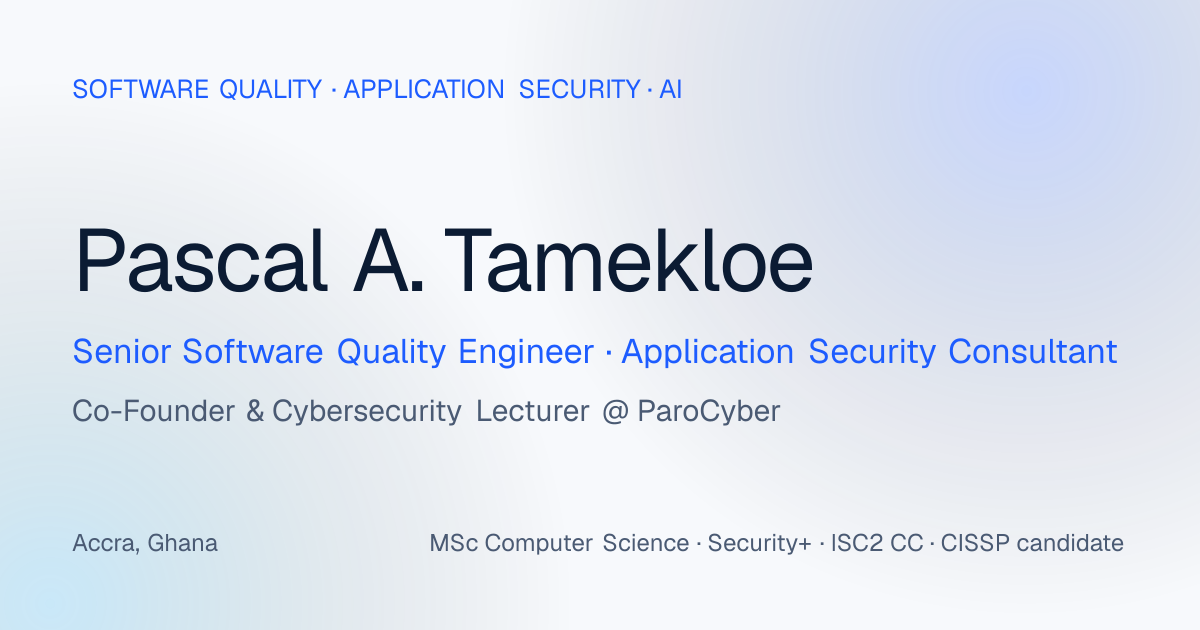 SOFTWARE QUALITY · APPLICATION SECURITY · AI
Pascal A. Tamekloe
Senior Software Quality Engineer · Application Security Consultant
Co-Founder & Cybersecurity Lecturer @ ParoCyber
Accra, Ghana
MSc Computer Science · Security+ · ISC2 CC · CISSP candidate